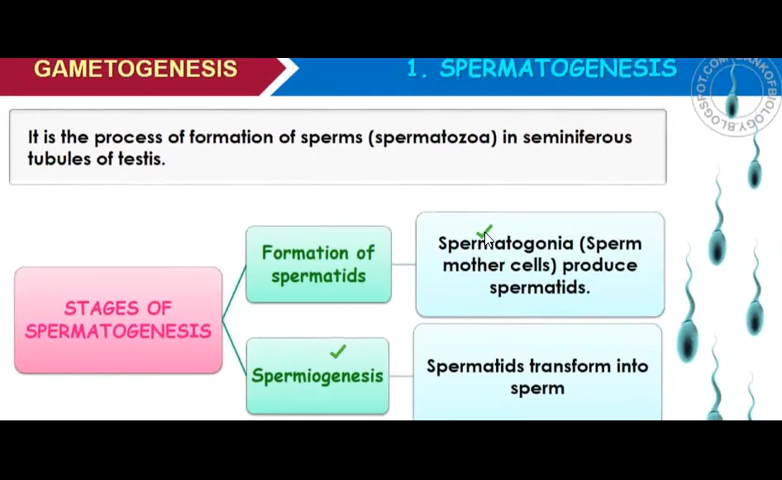 GAMETOGENESIS
1. SPERMATOGENESIS
It is the process of formation of sperms (spermatozoa) in seminiferous
tubules of testis.
STAGES OF
SPERMATOGENESIS
Formation of
spermatids
Spermatogonia (Sperm
mother cells) produce
spermatids.
Spermiogenesis
Spermatids transform into
sperm